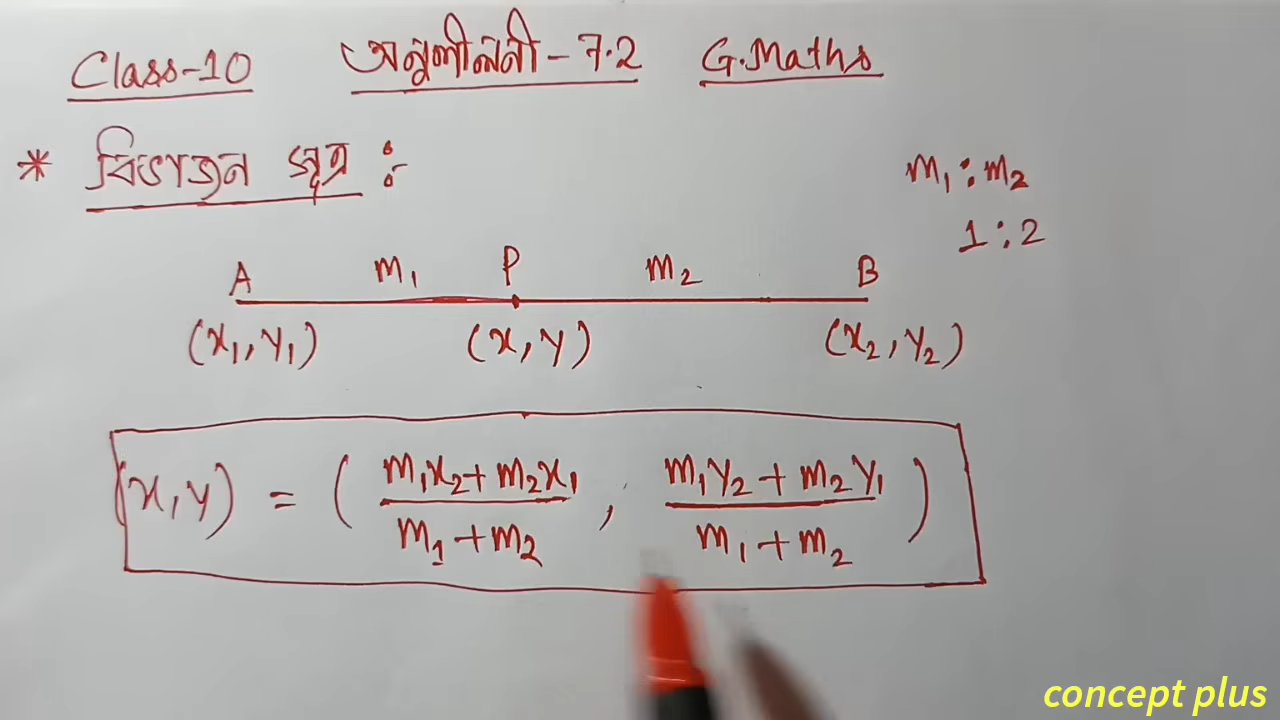 Class-10 অনুশীলনী-7.2 G.Maths
* বিভাজন সূত্র :-
m₁:m₂
1:2
A m₁ P m₂ B
(x₁,y₁) (x,y) (x₂,y₂)
(x,y) = ( (m₁x₂+m₂x₁)/(m₁+m₂) , (m₁y₂+m₂y₁)/(m₁+m₂) )
concept plus